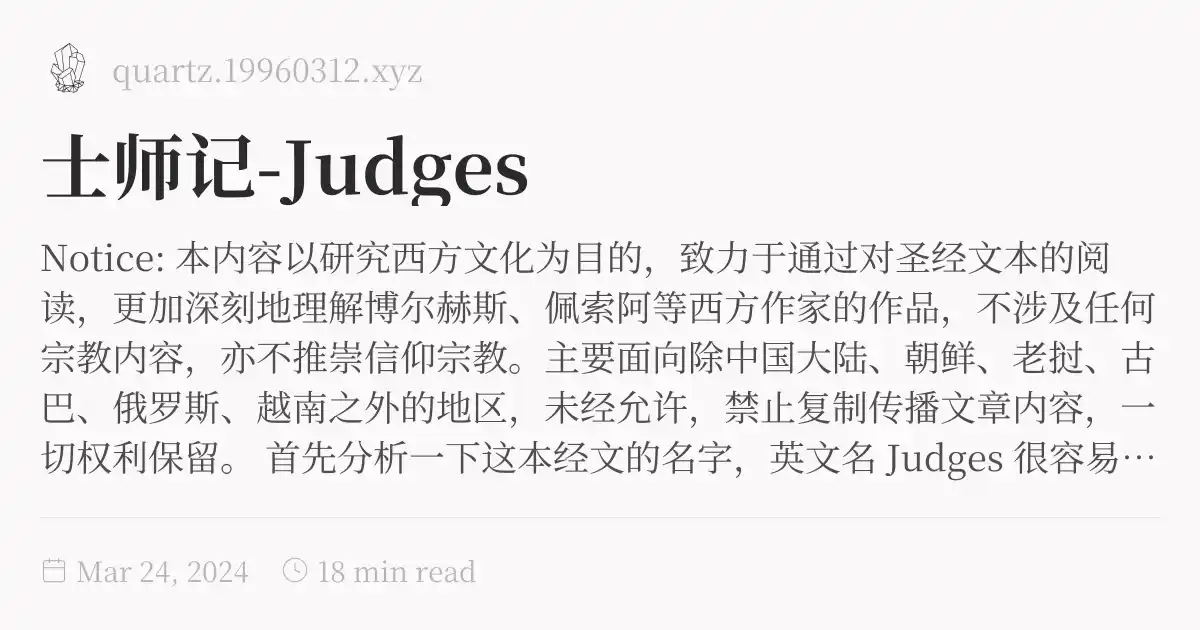 quartz.19960312.xyz
士师记-Judges
Notice: 本内容以研究西方文化为目的，致力于通过对圣经文本的阅
读，更加深刻地理解博尔赫斯、佩索阿等西方作家的作品，不涉及任何
宗教内容，亦不推崇信仰宗教。主要面向除中国大陆、朝鲜、老挝、古
巴、俄罗斯、越南之外的地区，未经允许，禁止复制传播文章内容，一
切权利保留。 首先分析一下这本经文的名字，英文名 Judges 很容易…
Mar 24, 2024 18 min read